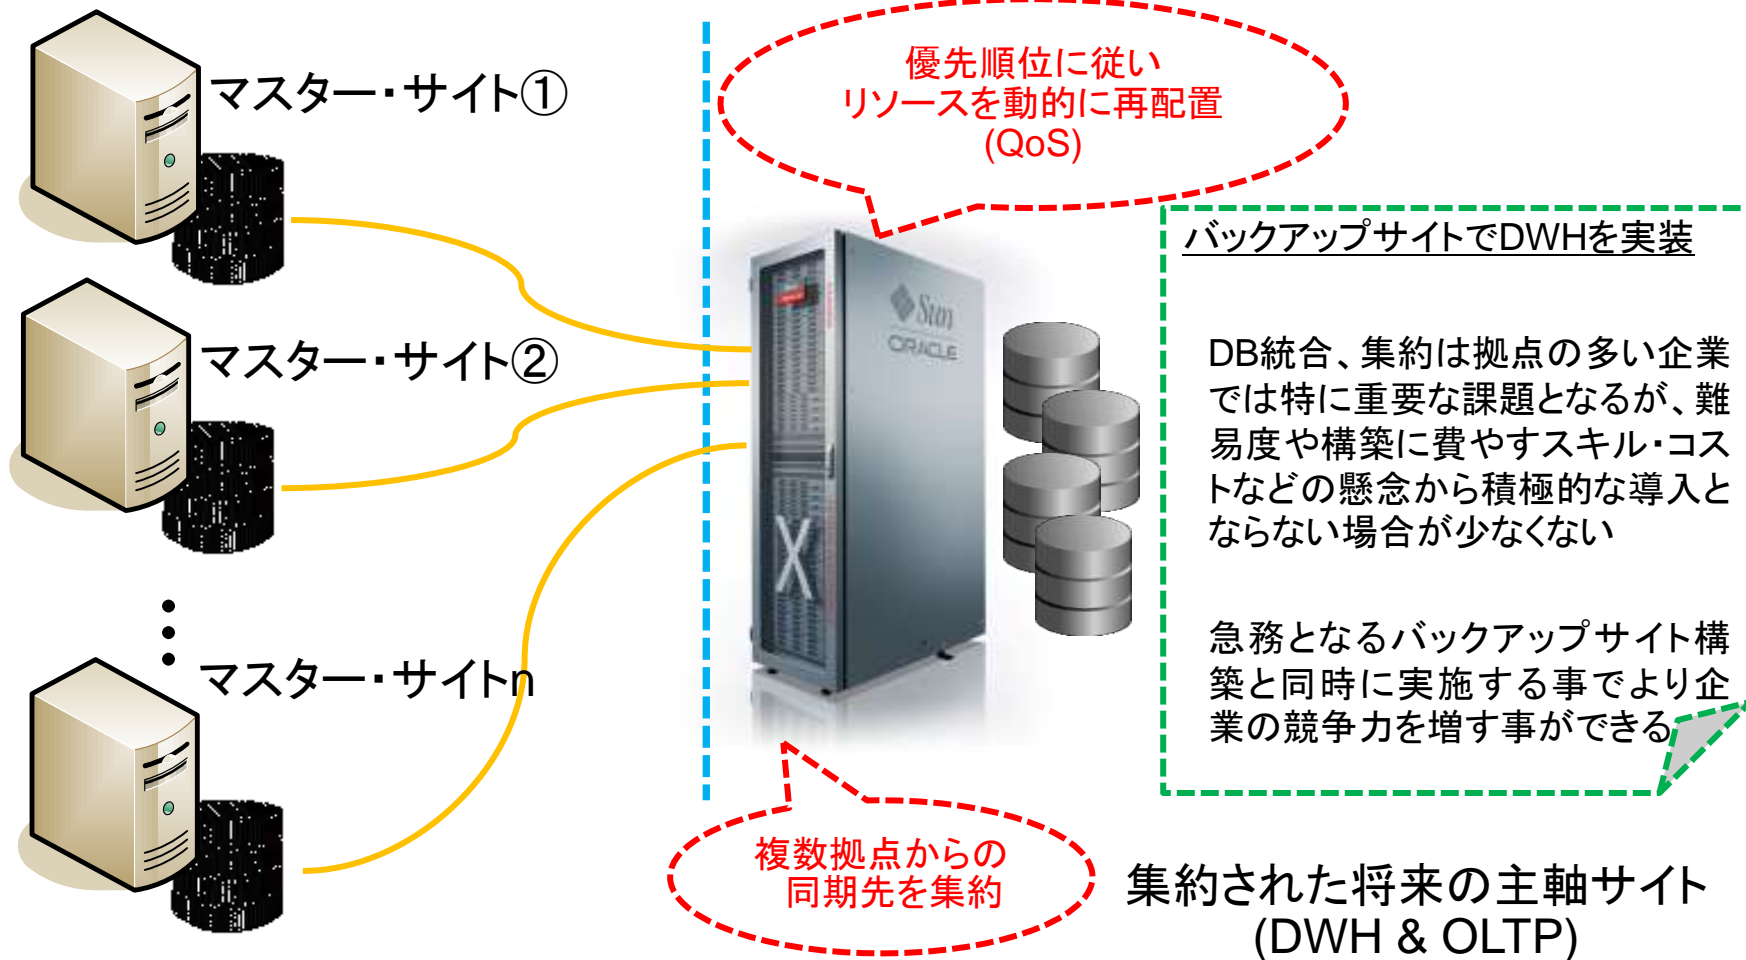 マスター・サイト①
マスター・サイト②
マスター・サイトn
優先順位に従い
リソースを動的に再配置
(QoS)
Sun
ORACLE
X
複数拠点からの
同期先を集約
バックアップサイトでDWHを実装
DB統合、集約は拠点の多い企業
では特に重要な課題となるが、難
易度や構築に費やすスキル・コス
トなどの懸念から積極的な導入と
ならない場合が少なくない
急務となるバックアップサイト構
築と同時に実施する事でより企
業の競争力を増す事ができる
集約された将来の主軸サイト
(DWH & OLTP)